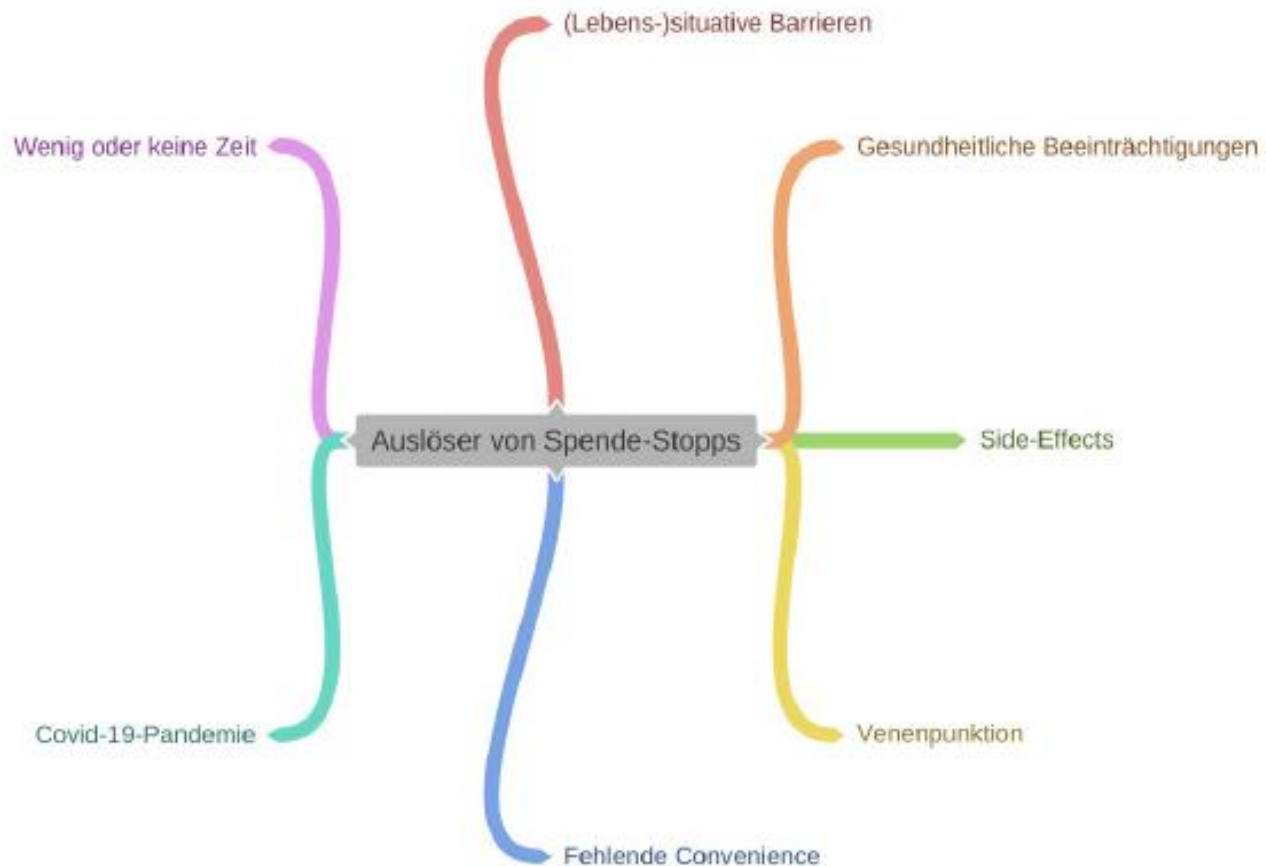 (Lebens-)situative Barrieren
Wenig oder keine Zeit
Gesundheitliche Beeinträchtigungen
Auslöser von Spende-Stopps
Side-Effects
Covid-19-Pandemie
Venenpunktion
Fehlende Convenience